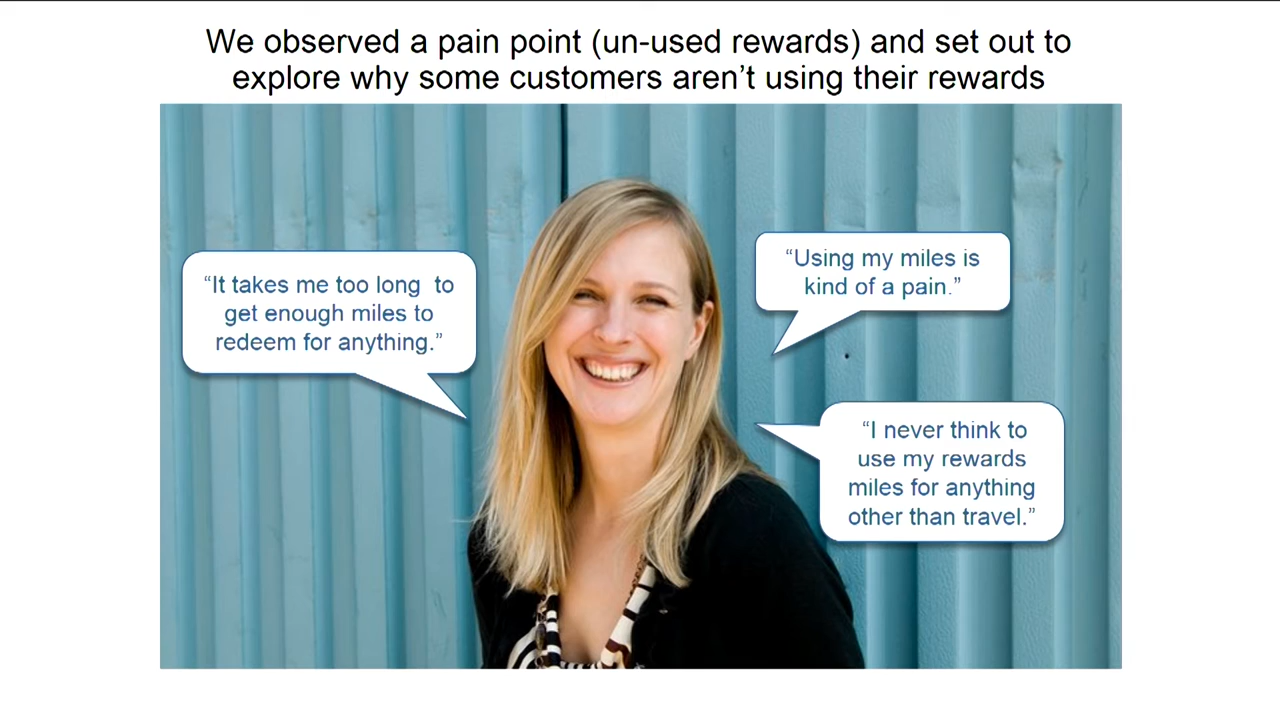 We observed a pain point (un-used rewards) and set out to
explore why some customers aren’t using their rewards
“It takes me too long  to
get enough miles to
redeem for anything.”
“Using my miles is
kind of a pain.”
“I never think to
use my rewards
miles for anything
other than travel.”